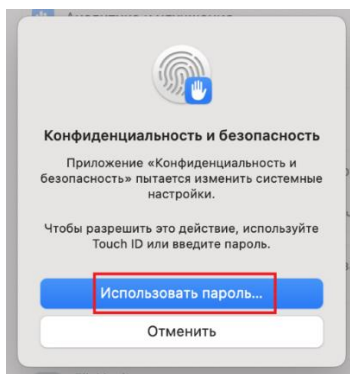 Конфиденциальность и безопасность
Приложение «Конфиденциальность и
безопасность» пытается изменить системные
настройки.
Чтобы разрешить это действие, используйте
Touch ID или введите пароль.
Использовать пароль...
Отменить